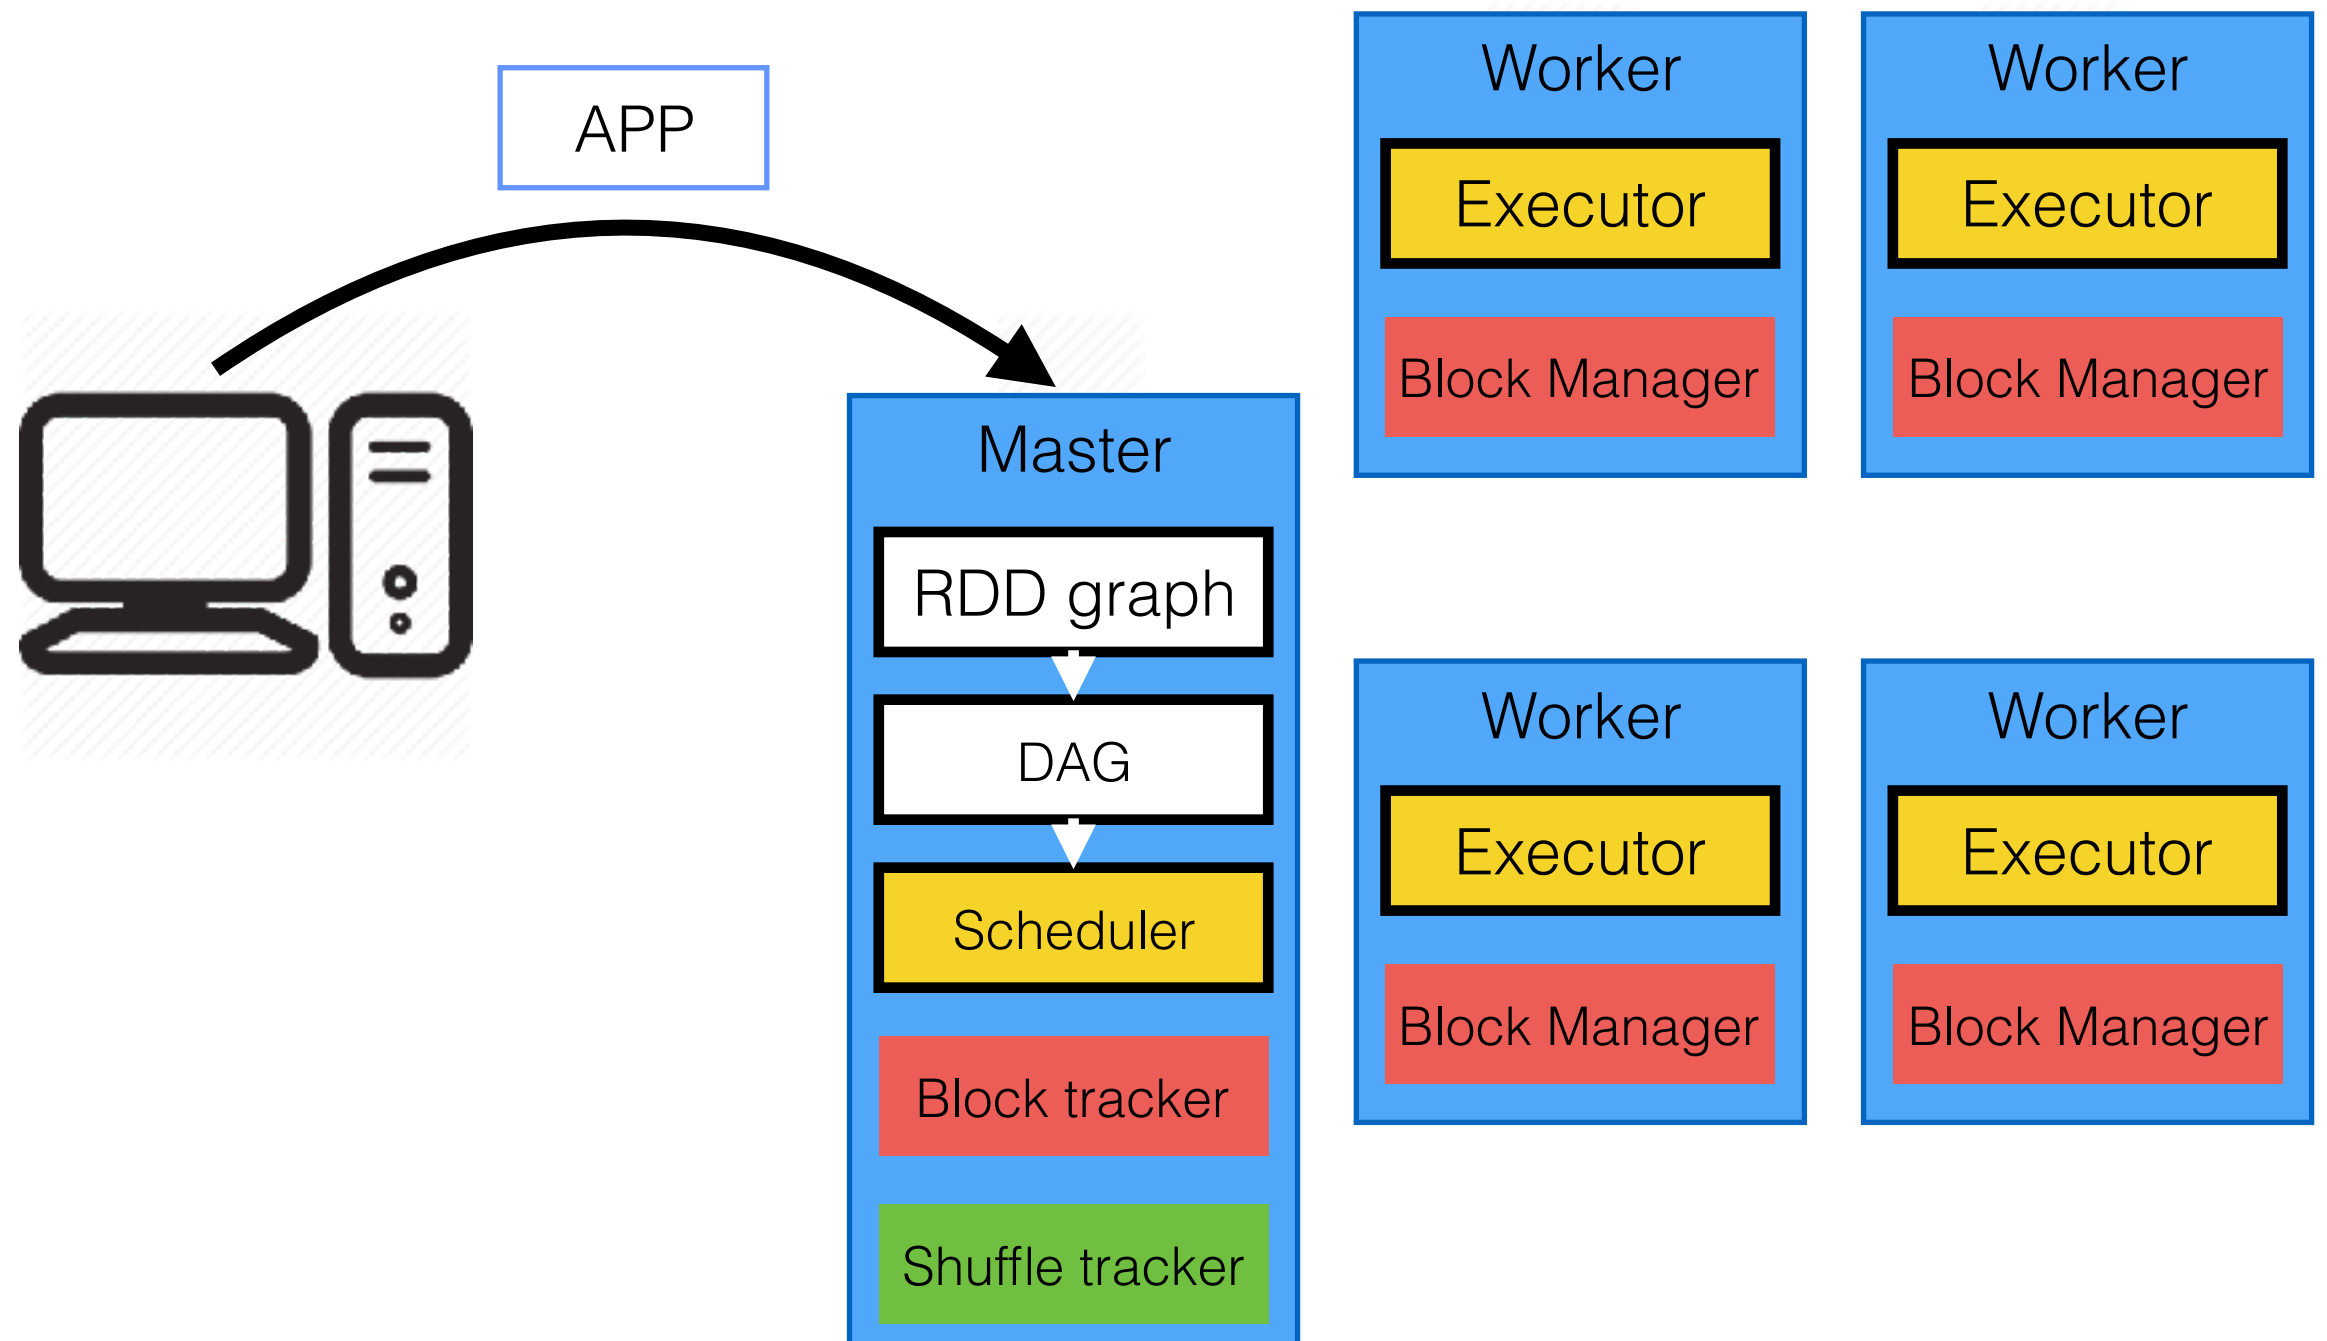 APP
Master
RDD graph
DAG
Scheduler
Block tracker
Shuffle tracker
Worker
Executor
Block Manager
Worker
Executor
Block Manager
Worker
Executor
Block Manager
Worker
Executor
Block Manager